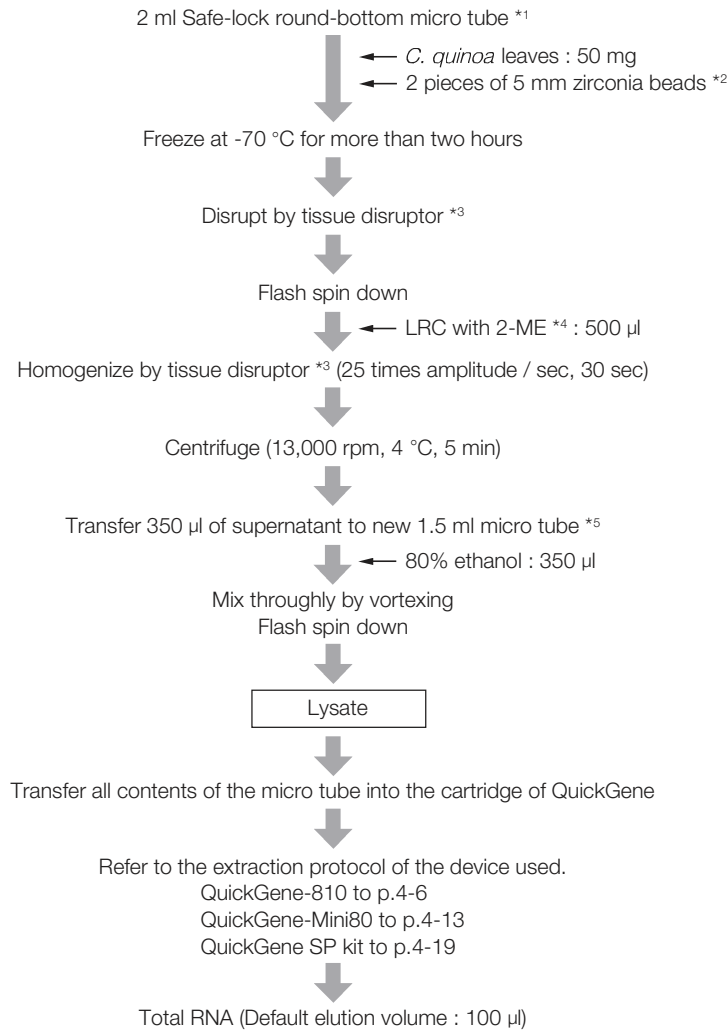 2 ml Safe-lock round-bottom micro tube *1
C. quinoa leaves : 50 mg
2 pieces of 5 mm zirconia beads *2
Freeze at -70 °C for more than two hours
Disrupt by tissue disruptor *3
Flash spin down
LRC with 2-ME *4 : 500 µl
Homogenize by tissue disruptor *3 (25 times amplitude / sec, 30 sec)
Centrifuge (13,000 rpm, 4 °C, 5 min)
Transfer 350 µl of supernatant to new 1.5 ml micro tube *5
80% ethanol : 350 µl
Mix throughly by vortexing
Flash spin down
Lysate
Transfer all contents of the micro tube into the cartridge of QuickGene
Refer to the extraction protocol of the device used.
QuickGene-810 to p.4-6
QuickGene-Mini80 to p.4-13
QuickGene SP kit to p.4-19
Total RNA (Default elution volume : 100 µl)